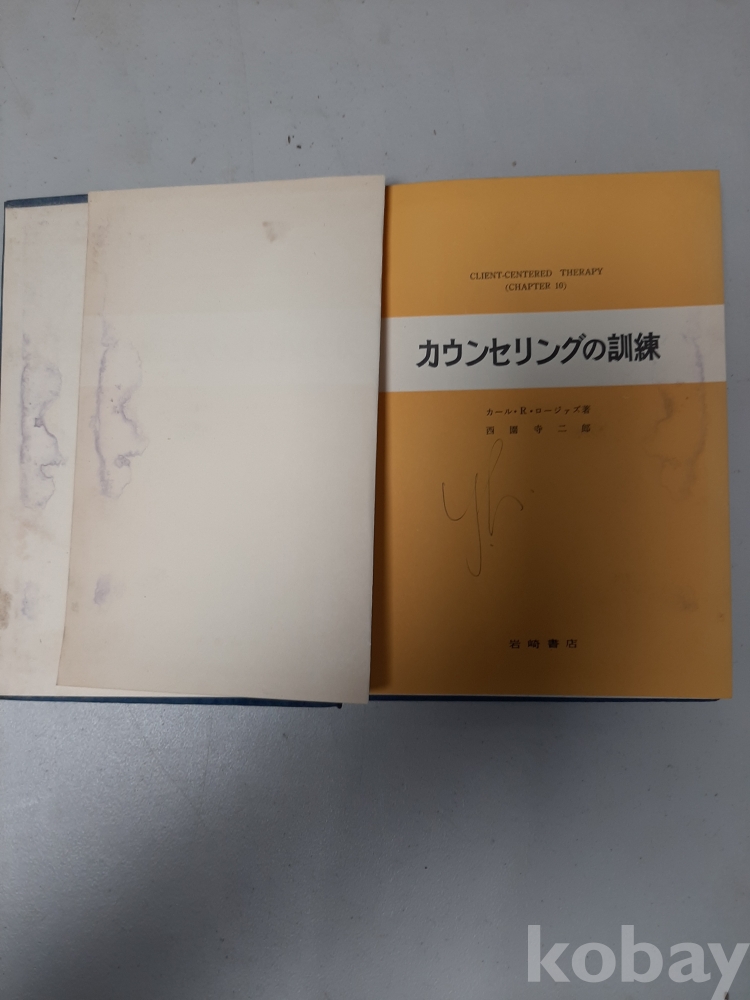 CLIENT-CENTERED THERAPY
(CHAPTER 10)
カウンセリングの訓練
カール・R・ロージァズ著
西園寺二郎
岩崎書店
kobay